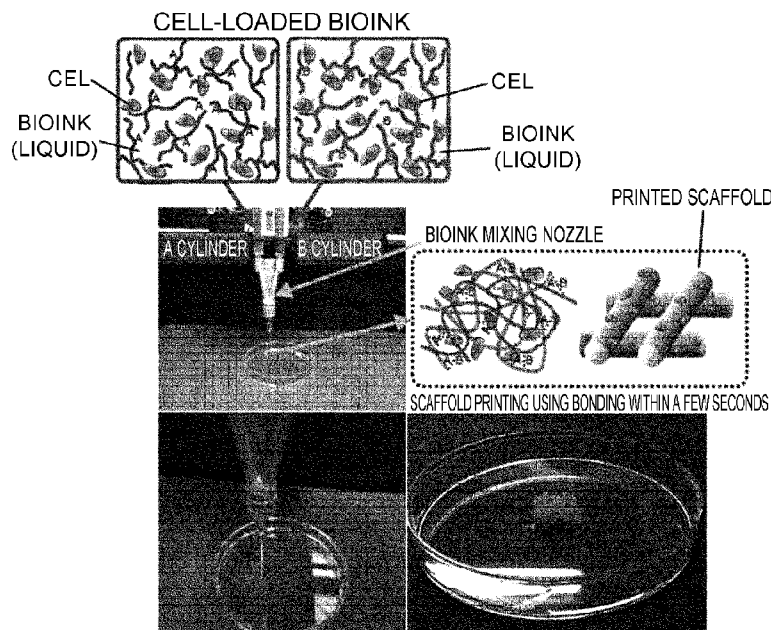 CELL-LOADED BIOINK
CEL
BIOINK
(LIQUID)
CEL
BIOINK
(LIQUID)
PRINTED SCAFFOLD
A CYLINDER
B CYLINDER
BIOINK MIXING NOZZLE
SCAFFOLD PRINTING USING BONDING WITHIN A FEW SECONDS